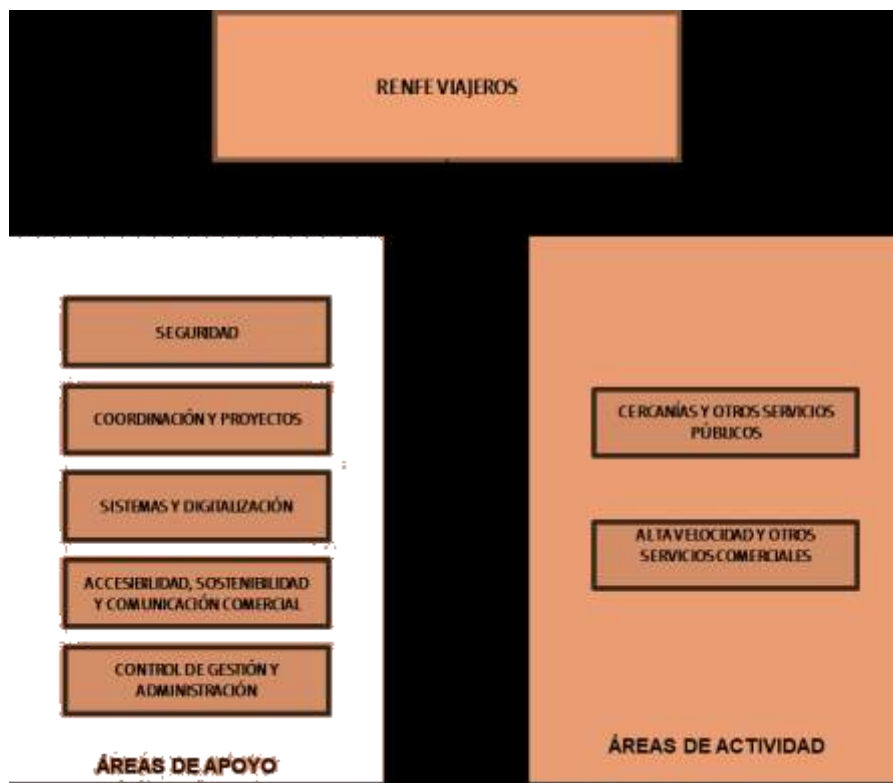 RENFE VIAJEROS
SEGURIDAD
COORDINACIÓN Y PROYECTOS
SISTEMAS Y DIGITALIZACIÓN
ACCESIBILIDAD, SOSTENIBILIDAD
Y COMUNICACIÓN COMERCIAL
CONTROL DE GESTIÓN Y
ADMINISTRACIÓN
ÁREAS DE APOYO
CERCANÍAS Y OTROS SERVICIOS
PÚBLICOS
ALTA VELOCIDAD Y OTROS
SERVICIOS COMERCIALES
ÁREAS DE ACTIVIDAD